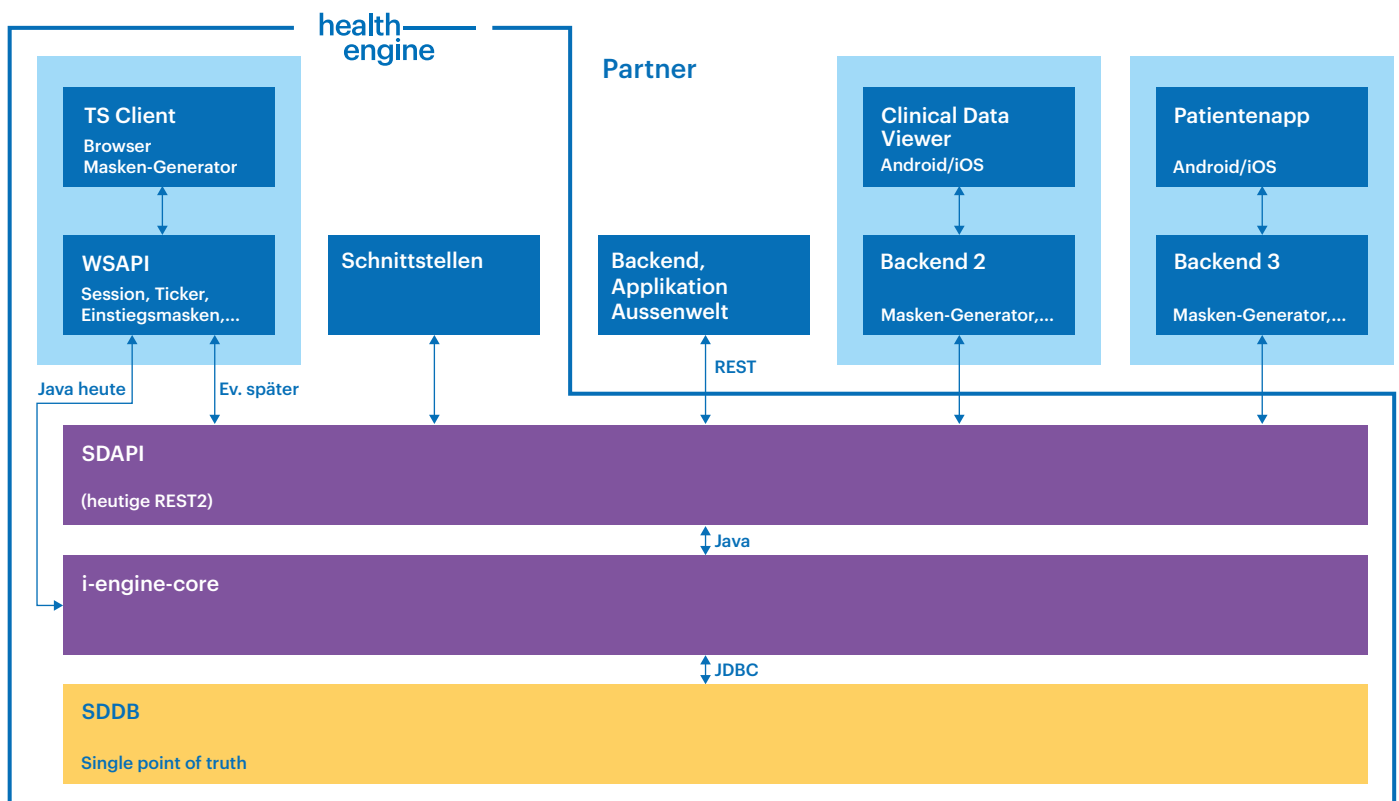 health
engine
Partner
TS Client
Browser
Masken-Generator
Clinical Data
Viewer
Android/iOS
Patientenapp
Android/iOS
WSAPI
Session, Ticker,
Einstiegsmasken,...
Schnittstellen
Backend,
Applikation
Aussenwelt
Backend 2
Masken-Generator,...
Backend 3
Masken-Generator,...
Java heute
Ev. später
REST
SDAPI
(heutige REST2)
Java
i-engine-core
JDBC
SDDB
Single point of truth